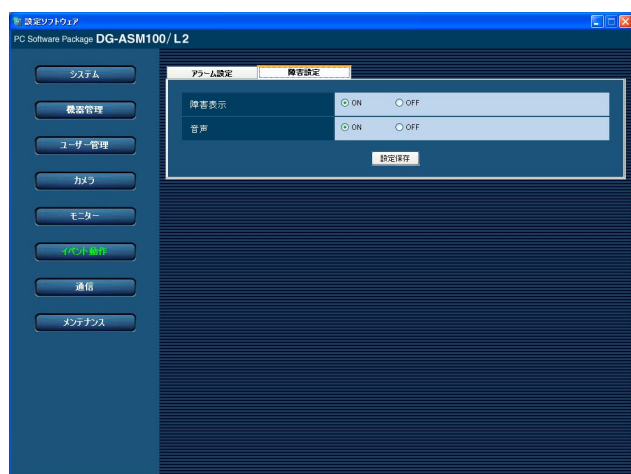 設定ソフトウェア
PC Software Package DG-ASM100/L2
システム
機器管理
ユーザー管理
カメラ
モニター
イベント動作
通信
メンテナンス
アラーム設定 障害設定
障害表示 ON OFF
音声 ON OFF
設定保存